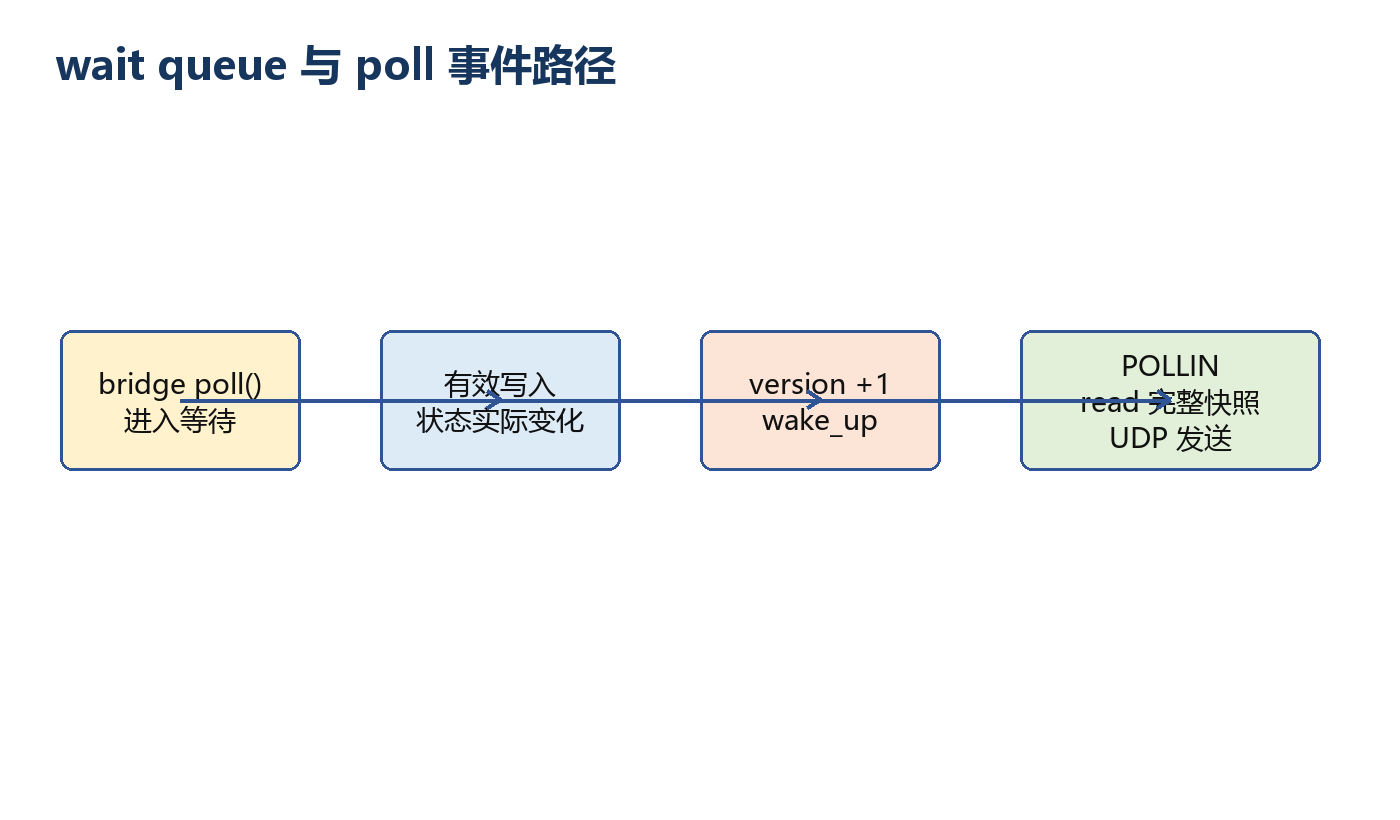 wait queue 与 poll 事件路径
bridge poll()
进入等待
有效写入
状态实际变化
version +1
wake_up
POLLIN
read 完整快照
UDP 发送